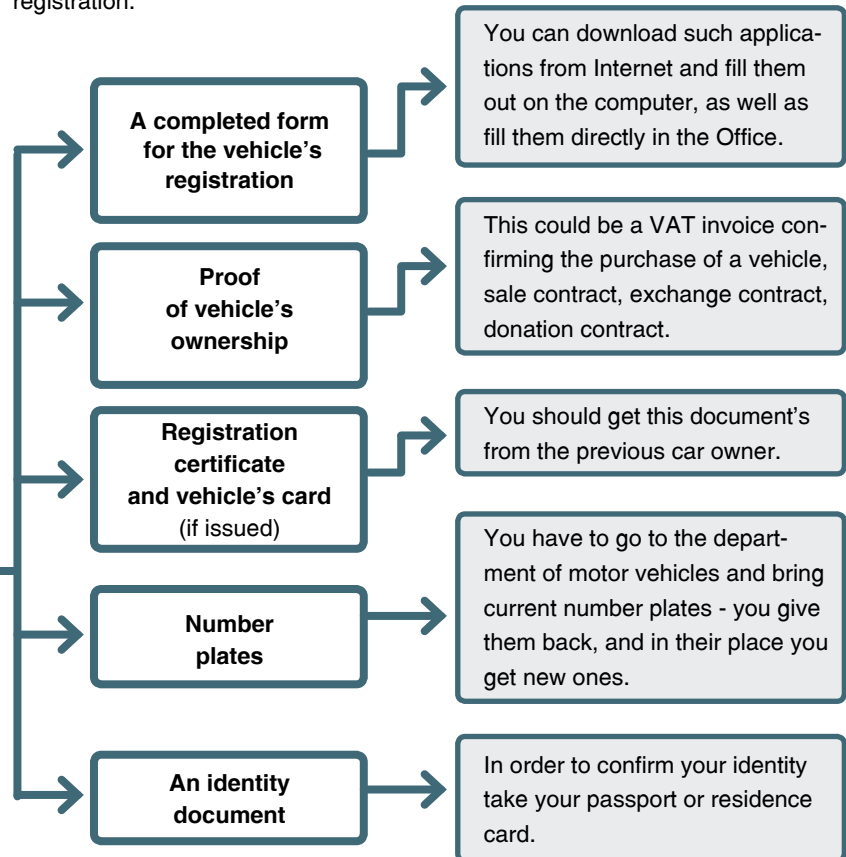 registration.
A completed form
for the vehicle's
registration
You can download such applica-
tions from Internet and fill them
out on the computer, as well as
fill them directly in the Office.
Proof
of vehicle's
ownership
This could be a VAT invoice con-
firming the purchase of a vehicle,
sale contract, exchange contract,
donation contract.
Registration
certificate
and vehicle's card
(if issued)
You should get this document's
from the previous car owner.
Number
plates
You have to go to the depart-
ment of motor vehicles and bring
current number plates - you give
them back, and in their place you
get new ones.
An identity
document
In order to confirm your identity
take your passport or residence
card.